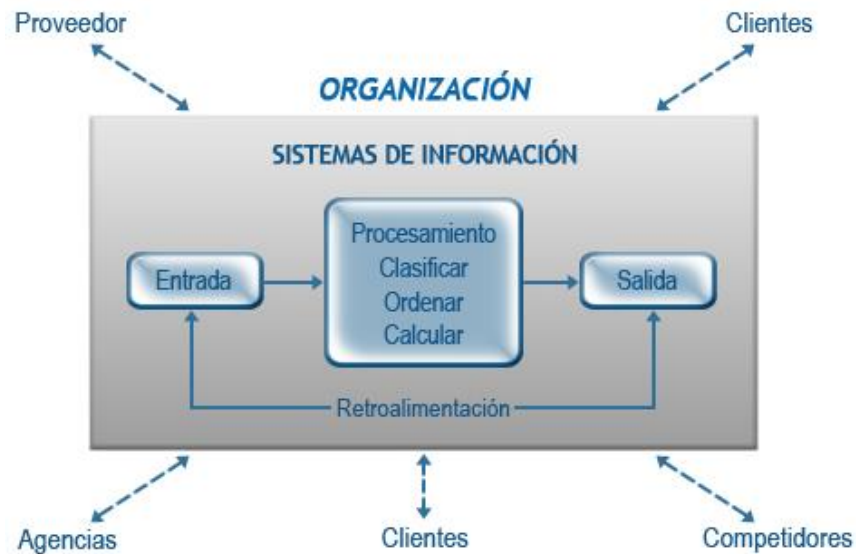 Proveedor
Clientes
ORGANIZACIÓN
SISTEMAS DE INFORMACIÓN
Entrada
Procesamiento
Clasificar
Ordenar
Calcular
Salida
Retroalimentación
Agencias
Clientes
Competidores